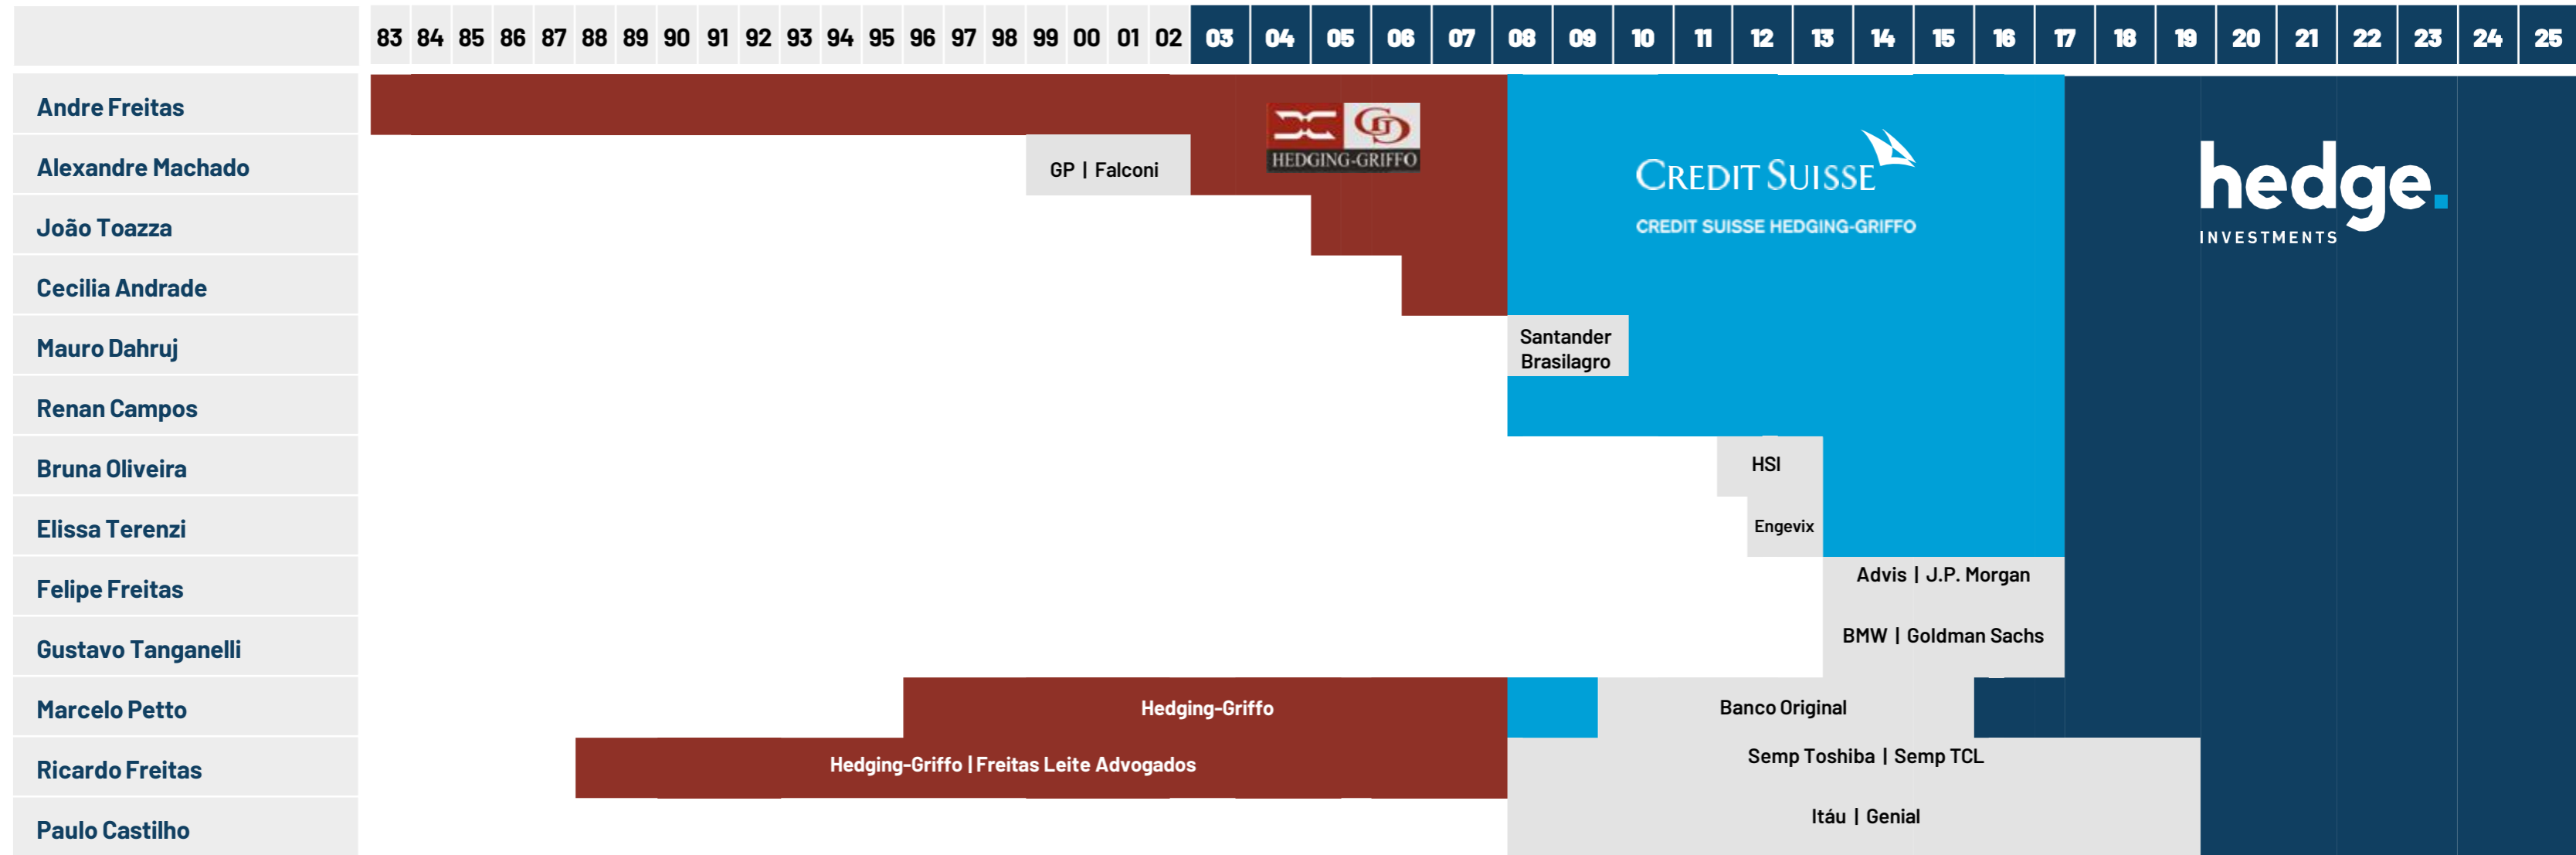 83 84 85 86 87 88 89 90 91 92 93 94 95 96 97 98 99 00 01 02 03 04 05 06 07 08 09 10 11 12 13 14 15 16 17 18 19 20 21 22 23 24 25
Andre Freitas
HEDGING-GRIFFO
Alexandre Machado
GP | Falconi
CREDIT SUISSE
CREDIT SUISSE HEDGING-GRIFFO
hedge.
INVESTMENTS
João Toazza
Cecilia Andrade
Mauro Dahruj
Santander
Brasilagro
Renan Campos
Bruna Oliveira
HSI
Elissa Terenzi
Engevix
Felipe Freitas
Advis | J.P. Morgan
Gustavo Tanganelli
BMW | Goldman Sachs
Marcelo Petto
Hedging-Griffo
Banco Original
Ricardo Freitas
Hedging-Griffo | Freitas Leite Advogados
Semp Toshiba | Semp TCL
Paulo Castilho
Itáu | Genial